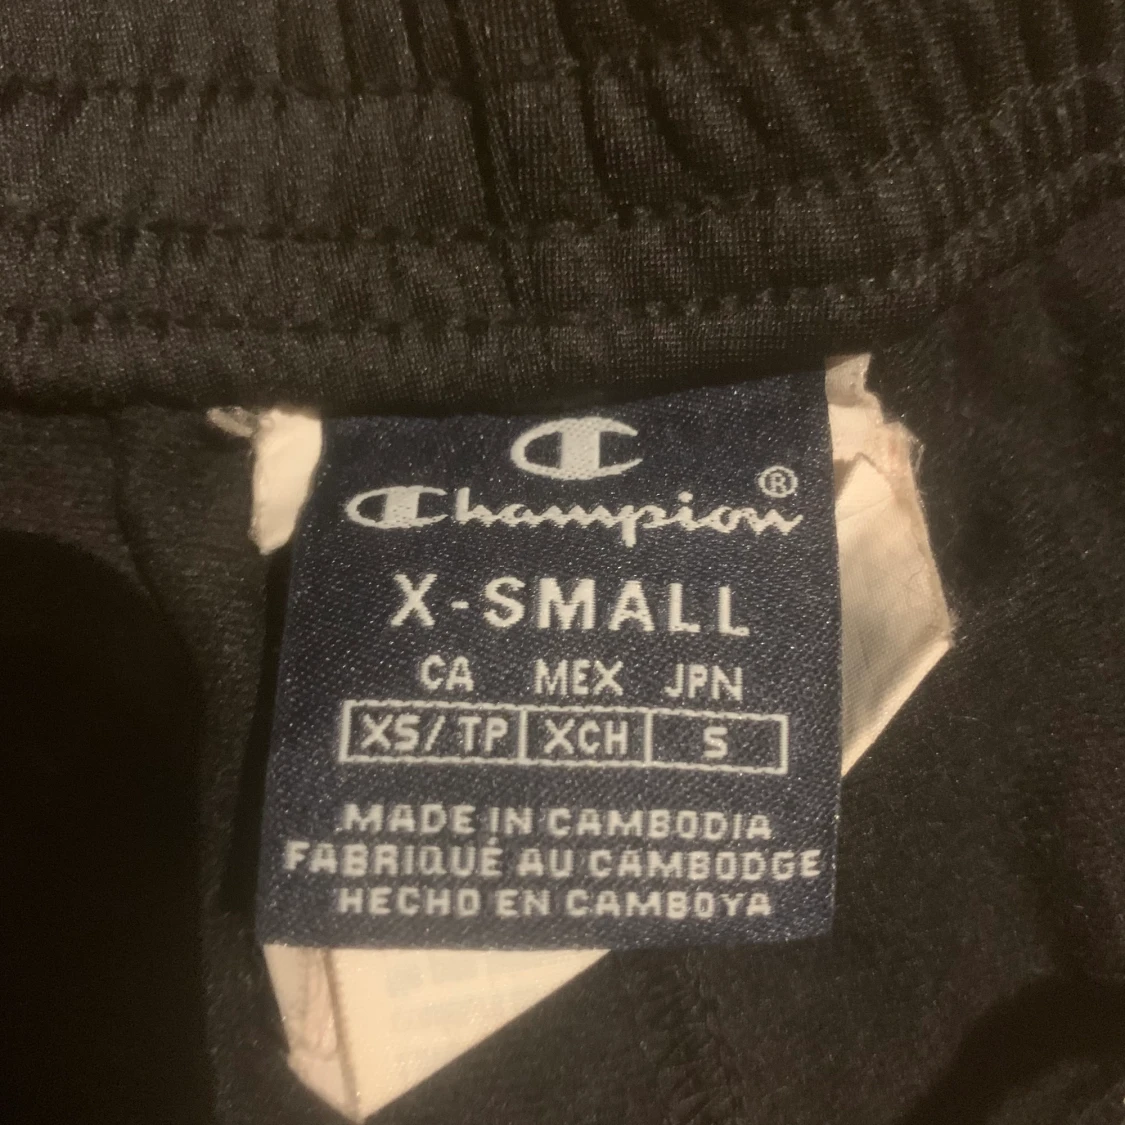 C
Champion®
X-SMALL
CA MEX JPN
XS/TP XCH S
MADE IN CAMBODIA
FABRIQUÉ AU CAMBODGE
HECHO EN CAMBOYA